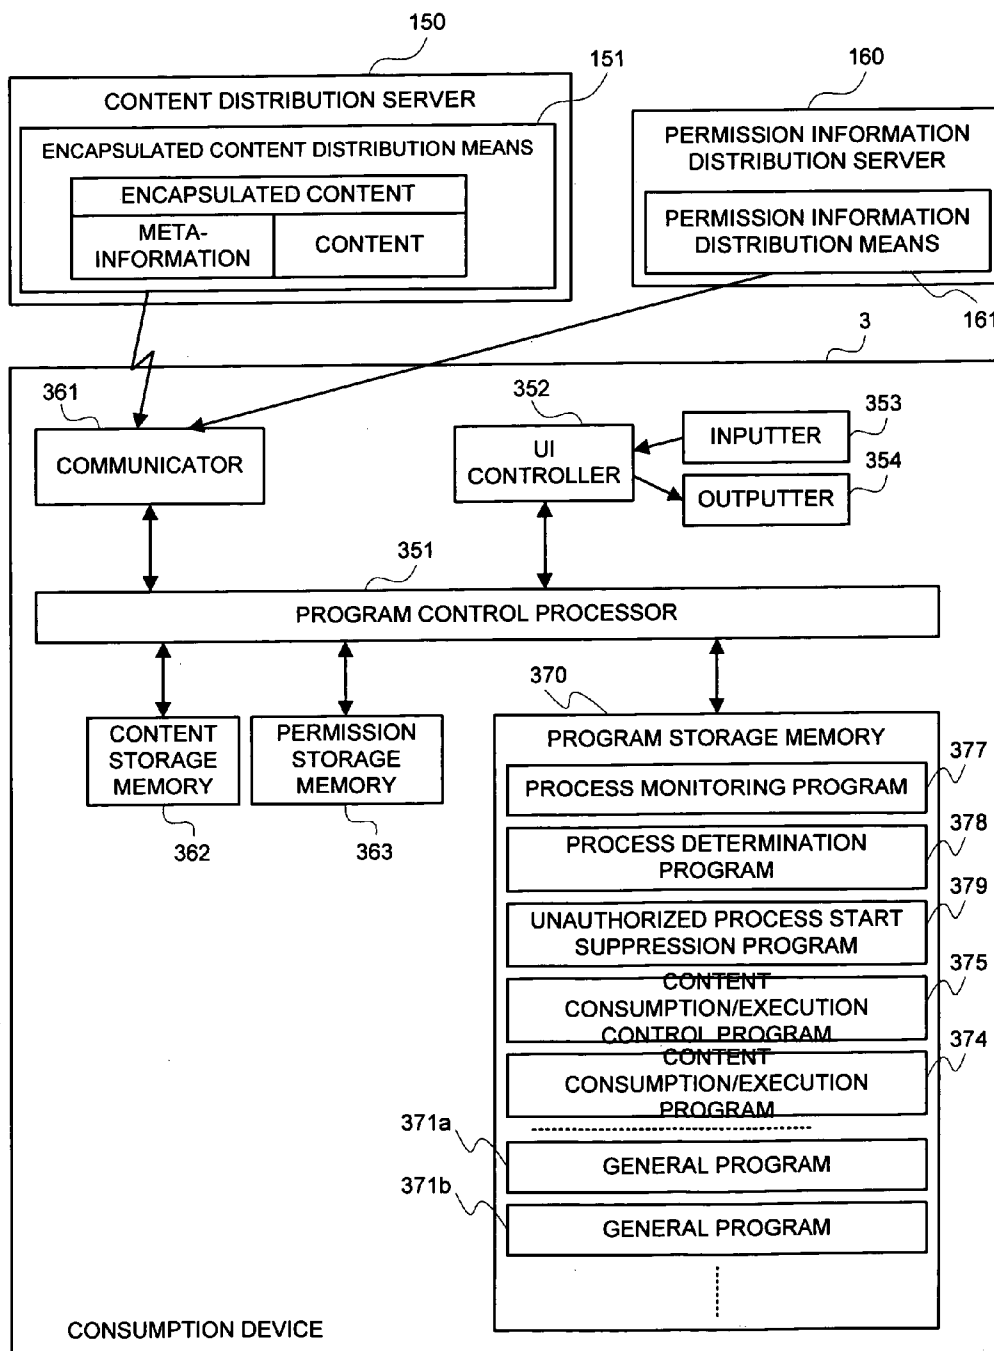 150
151
CONTENT DISTRIBUTION SERVER
ENCAPSULATED CONTENT DISTRIBUTION MEANS
ENCAPSULATED CONTENT
META-
INFORMATION
CONTENT
160
PERMISSION INFORMATION
DISTRIBUTION SERVER
PERMISSION INFORMATION
DISTRIBUTION MEANS
161
3
361
COMMUNICATOR
352
UI
CONTROLLER
353
INPUTTER
354
OUTPUTTER
351
PROGRAM CONTROL PROCESSOR
CONTENT
STORAGE
MEMORY
362
PERMISSION
STORAGE
MEMORY
363
370
PROGRAM STORAGE MEMORY
377
PROCESS MONITORING PROGRAM
378
PROCESS DETERMINATION
PROGRAM
379
UNAUTHORIZED PROCESS START
SUPPRESSION PROGRAM
375
CONTENT
CONSUMPTION/EXECUTION
CONTROL PROGRAM
374
CONTENT
CONSUMPTION/EXECUTION
PROGRAM
371a
GENERAL PROGRAM
371b
GENERAL PROGRAM
CONSUMPTION DEVICE